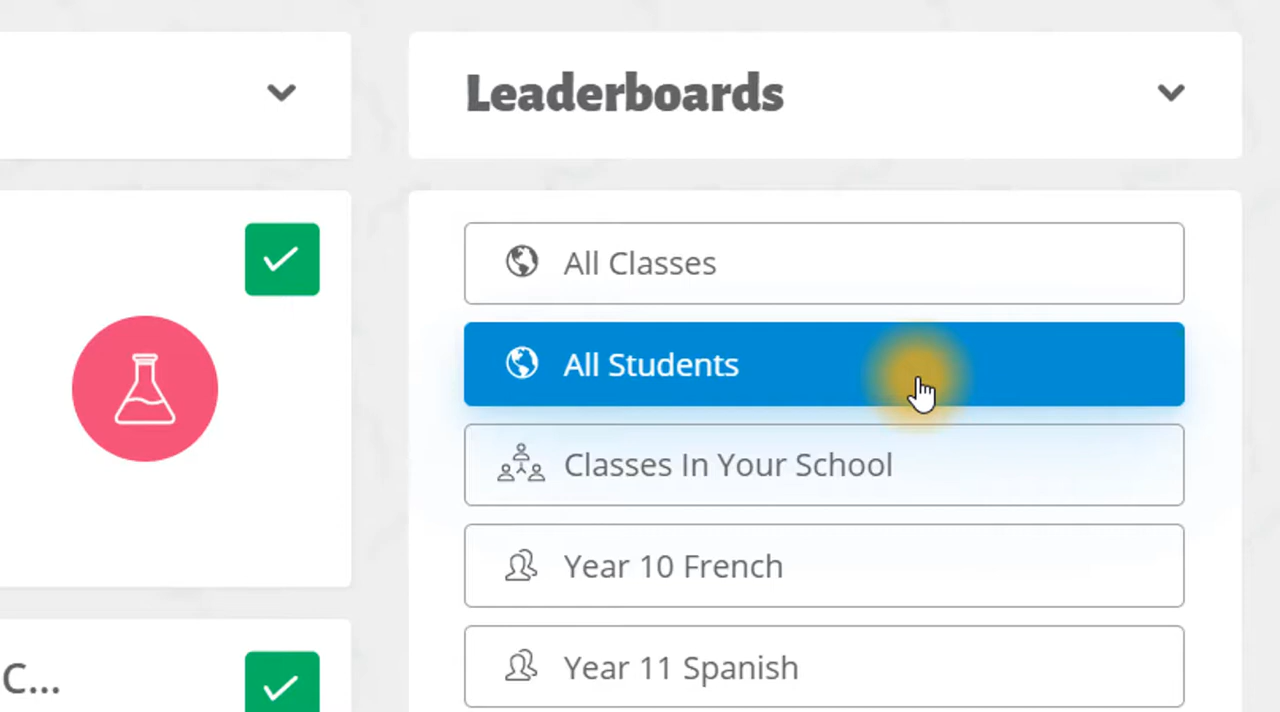 Leaderboards
All Classes
All Students
Classes In Your School
Year 10 French
Year 11 Spanish
C...